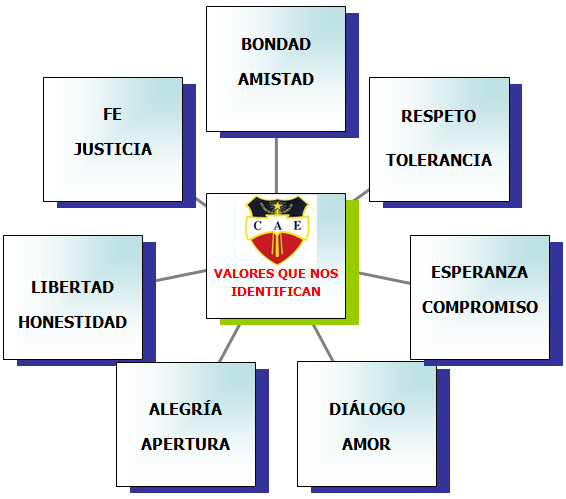 BONDAD
AMISTAD
RESPETO
TOLERANCIA
ESPERANZA
COMPROMISO
DIÁLOGO
AMOR
ALEGRÍA
APERTURA
LIBERTAD
HONESTIDAD
FE
JUSTICIA
C A E
VALORES QUE NOS
IDENTIFICAN